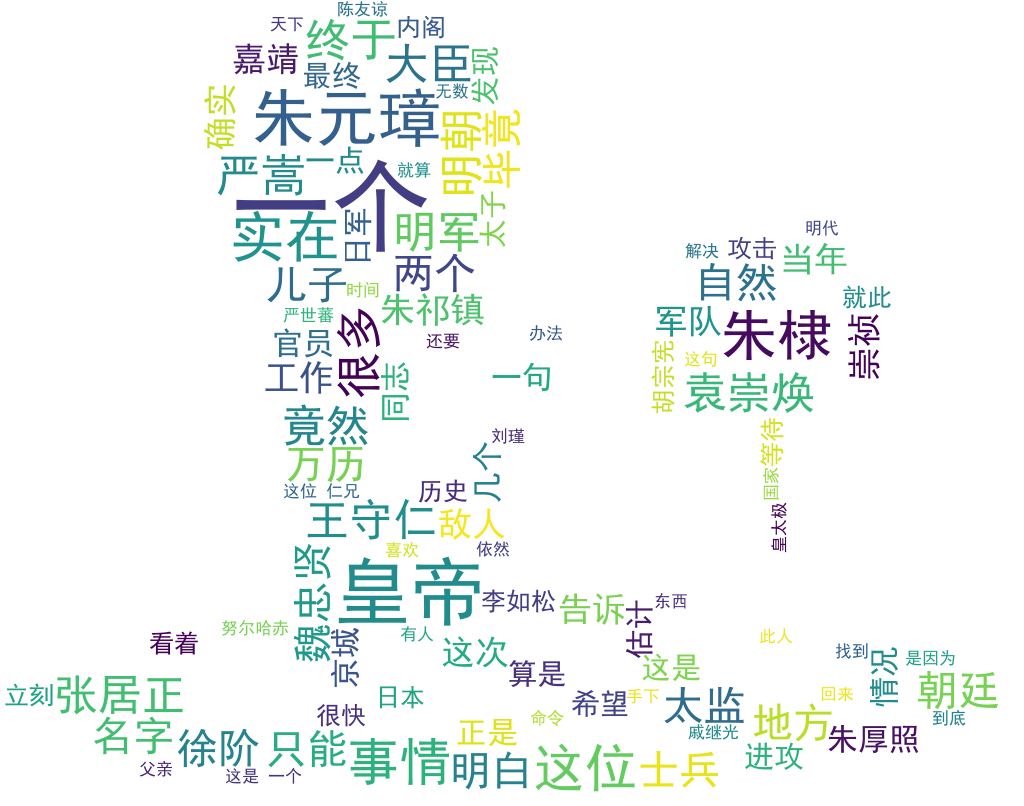 陈友谅
天下
终于
内阁
嘉靖
大臣
最终
发现
无数
确实
朱元璋
明朝
毕竟
严嵩
一点
就算
一个
太子
实在
日军
明军
明代
攻击
解决
当年
两个
自然
儿子
时间
朱祁镇
就此
严世蕃
军队
朱棣
崇祯
官员
很多
还要
办法
胡宗宪
这句
工作
同志
一句
袁崇焕
竟然
等待
刘瑾
万历
几个
国家
这位
仁兄
历史
王守仁
敌人
皇太极
喜欢
依然
魏忠贤
皇帝
李如松
告诉
东西
努尔哈赤
有人
估计
此人
看着
京城
这次
找到
是因为
算是
这是
情况
立刻
张居正
日本
希望
手下
太监
回来
朝廷
很快
命令
地方
到底
名字
徐阶
只能
正是
戚继光
朱厚照
父亲
这是
一个
事情
明白
这位
士兵
进攻